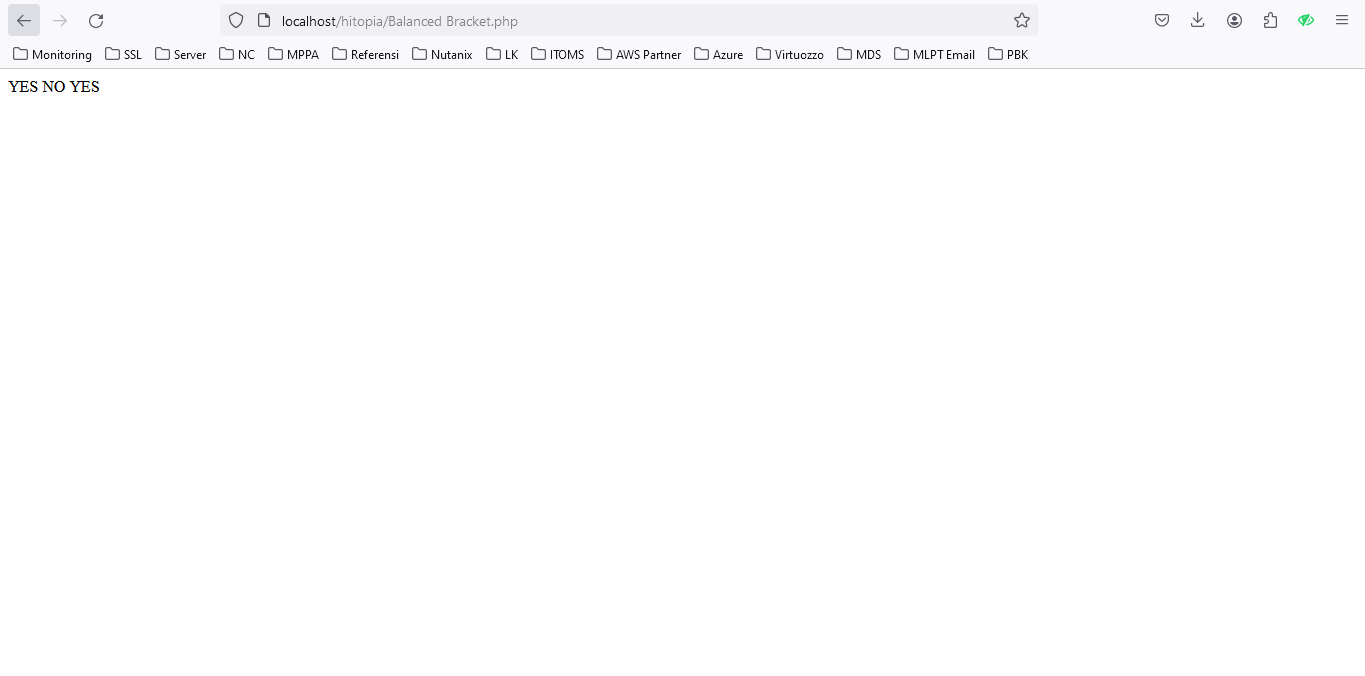 localhost/hitopia/Balanced Bracket.php
Monitoring SSL Server NC MPPA Referensi Nutanix LK ITOMS AWS Partner Azure Virtuozzo MDS MLPT Email PBK
YES NO YES